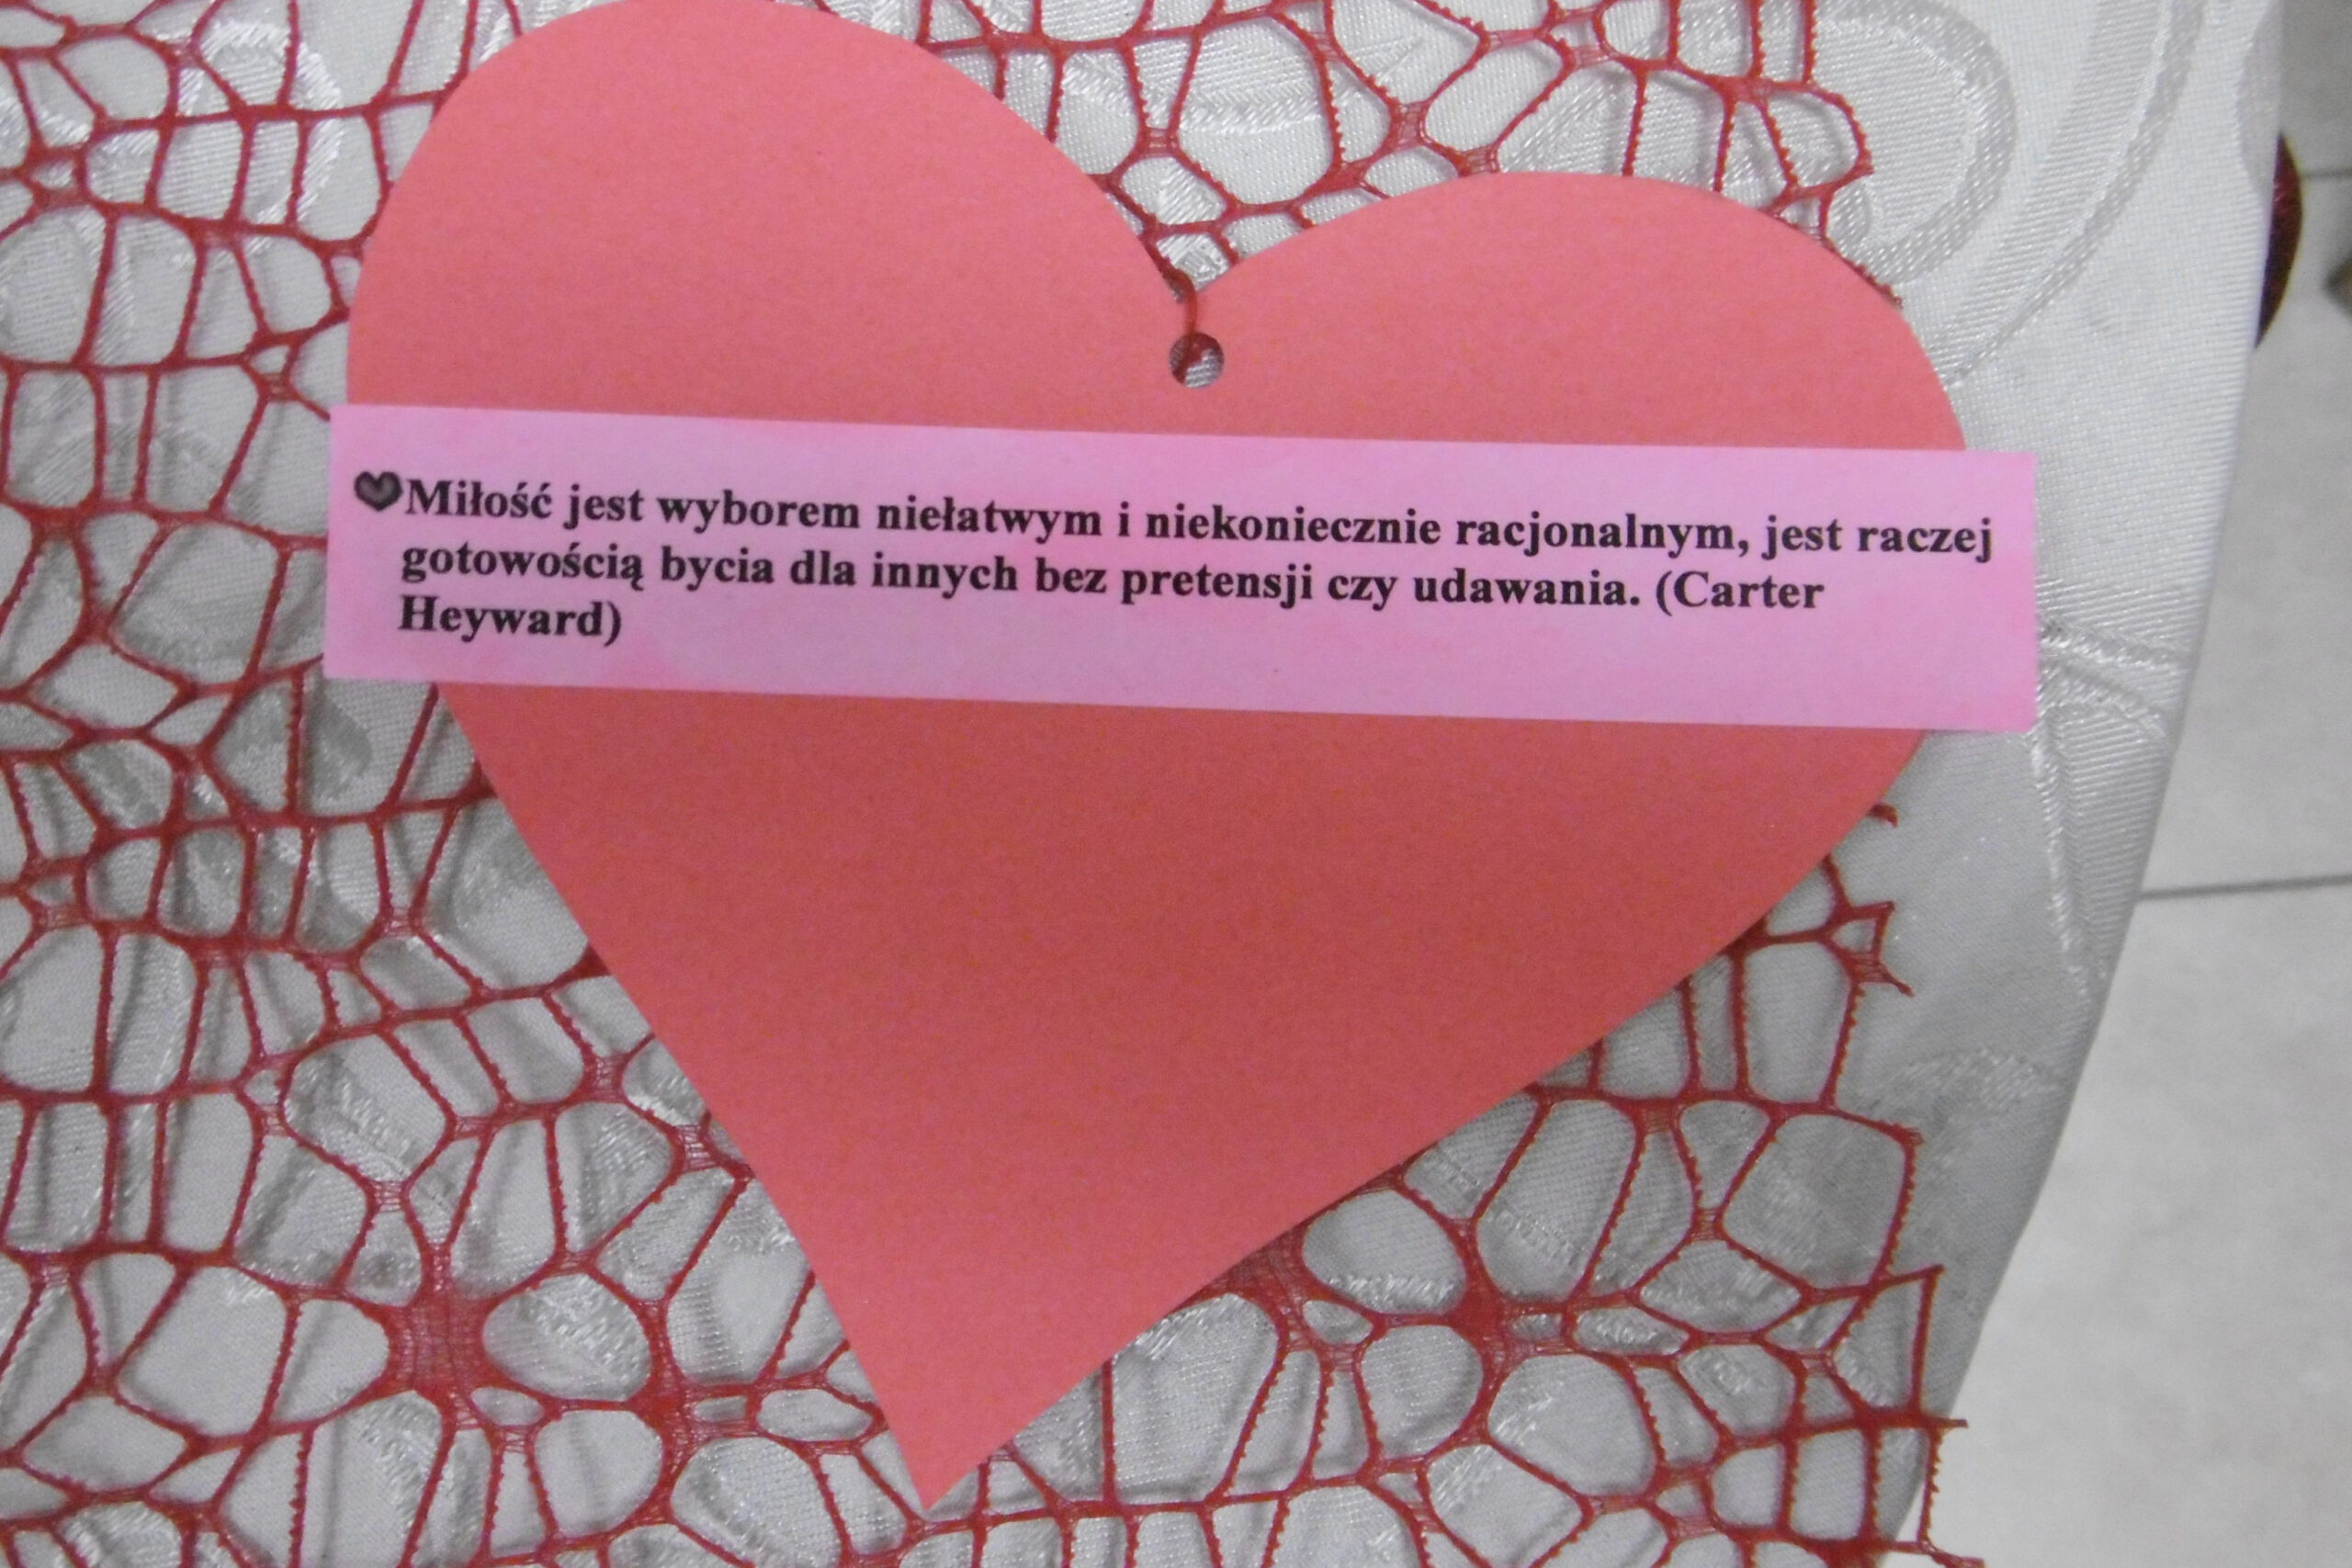 Miłość jest wyborem niełatwym i niekoniecznie racjonalnym, jest raczej
gotowością bycia dla innych bez pretensji czy udawania. (Carter
Heyward)